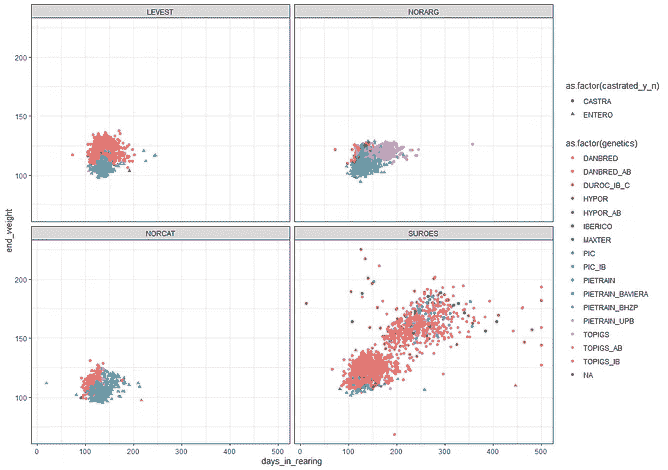 LEVEST
NORARG
200
150
100
NORCAT
SUROES
200
150
100
0
100
200
300
400
500
0
100
200
300
400
500
end_weight
days_in_rearing
as.factor(castrated_y_n)
CASTRA
ENTERO
as.factor(genetics)
DANBRED
DANBRED_AB
DUROC_IB_C
HYPOR
HYPOR_AB
IBERICO
MAXTER
PIC
PIC_IB
PIETRAIN
PIETRAIN_BAVIERA
PIETRAIN_BHZP
PIETRAIN_UPB
TOPIGS
TOPIGS_AB
TOPIGS_IB
NA